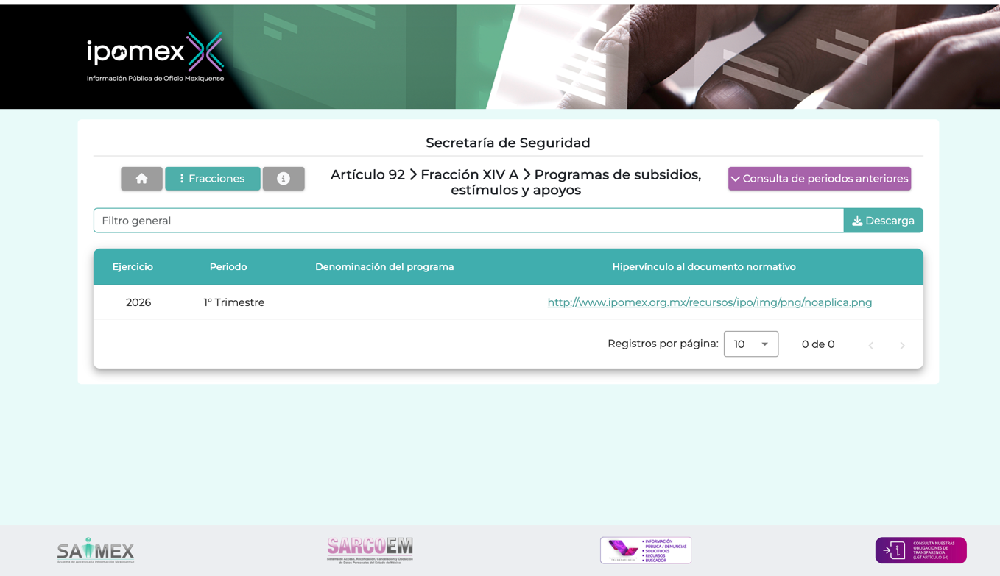 ipomex
Información Pública de Oficio Mexiquense
Secretaría de Seguridad
Fracciones
Artículo 92 > Fracción XIV A > Programas de subsidios,
estímulos y apoyos
Consulta de periodos anteriores
Filtro general
Descarga
Ejercicio Periodo Denominación del programa Hipervínculo al documento normativo
2026 1° Trimestre http://www.ipomex.org.mx/recursos/ipo/img/png/noaplica.png
Registros por página: 10 0 de 0
SAIMEX
Sistema de Acceso a la Información Mexiquense
SARCOEM
Sistema de Acceso, Rectificación, Cancelación y Oposición
de Datos Personales del Estado de México
TRANSPARENCIA
• INFORMACIÓN
PÚBLICA / DENUNCIAS
• SOLICITUDES
• RECURSOS
• BUSCADOR
CONSULTA NUESTRAS
OBLIGACIONES DE
TRANSPARENCIA
(LGT ARTÍCULO 64)